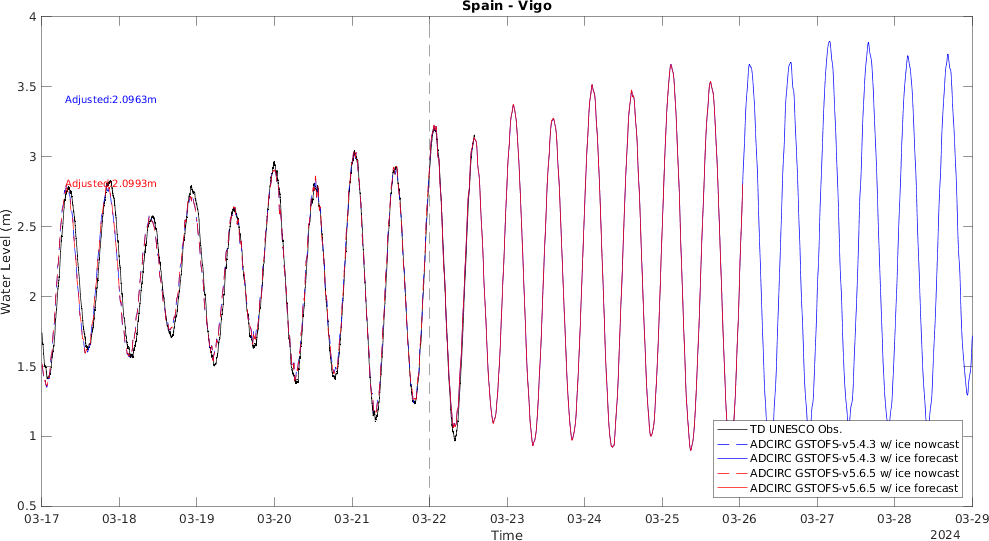 Spain - Vigo
4
3.5
3
2.5
2
1.5
1
0.5
Water Level (m)
Adjusted:2.0963m
Adjusted:2.0993m
TD UNESCO Obs.
ADCIRC GSTOFS-v5.4.3 w/ ice nowcast
ADCIRC GSTOFS-v5.4.3 w/ ice forecast
ADCIRC GSTOFS-v5.6.5 w/ ice nowcast
ADCIRC GSTOFS-v5.6.5 w/ ice forecast
03-17 03-18 03-19 03-20 03-21 03-22 03-23 03-24 03-25 03-26 03-27 03-28 03-29
Time
2024